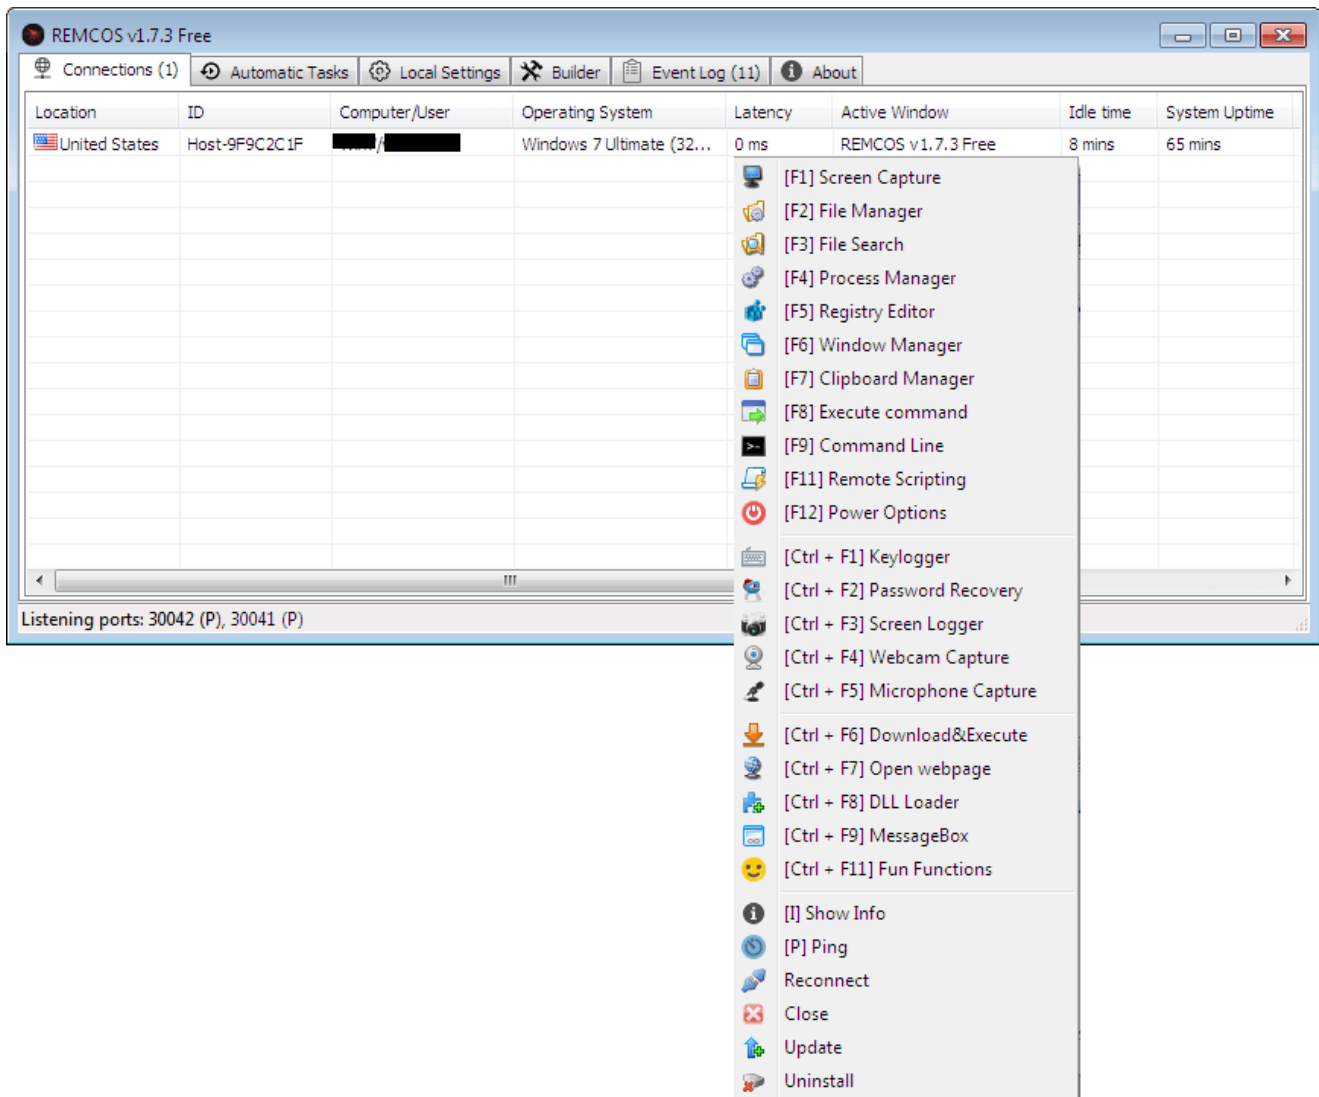 REMCOS v1.7.3 Free
Connections (1) Automatic Tasks Local Settings Builder Event Log (11) About
Location ID Computer/User Operating System Latency Active Window Idle time System Uptime
United States Host-9F9C2C1F / Windows 7 Ultimate (32... 0 ms REMCOS v1.7.3 Free 8 mins 65 mins
[F1] Screen Capture
[F2] File Manager
[F3] File Search
[F4] Process Manager
[F5] Registry Editor
[F6] Window Manager
[F7] Clipboard Manager
[F8] Execute command
[F9] Command Line
[F11] Remote Scripting
[F12] Power Options
[Ctrl + F1] Keylogger
[Ctrl + F2] Password Recovery
[Ctrl + F3] Screen Logger
[Ctrl + F4] Webcam Capture
[Ctrl + F5] Microphone Capture
[Ctrl + F6] Download&Execute
[Ctrl + F7] Open webpage
[Ctrl + F8] DLL Loader
[Ctrl + F9] MessageBox
[Ctrl + F11] Fun Functions
[I] Show Info
[P] Ping
Reconnect
Close
Update
Uninstall
Listening ports: 30042 (P), 30041 (P)